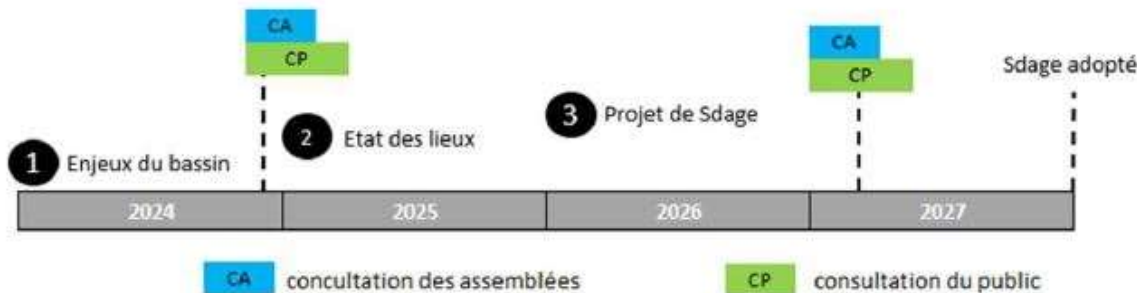 CA
CP
CA
CP
Sdage adopté
1 Enjeux du bassin
2 Etat des lieux
3 Projet de Sdage
2024 2025 2026 2027
CA concultation des assemblées
CP consultation du public